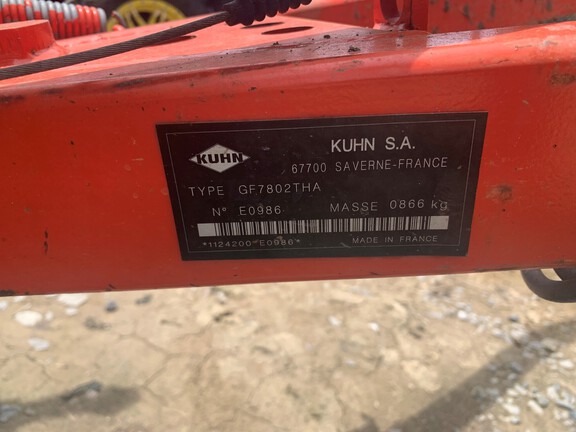 KUHN
KUHN S.A.
67700 SAVERNE-FRANCE
TYPE GF7802THA
N° E0986 MASSE 0866 kg
*1124200*E0986*
MADE IN FRANCE